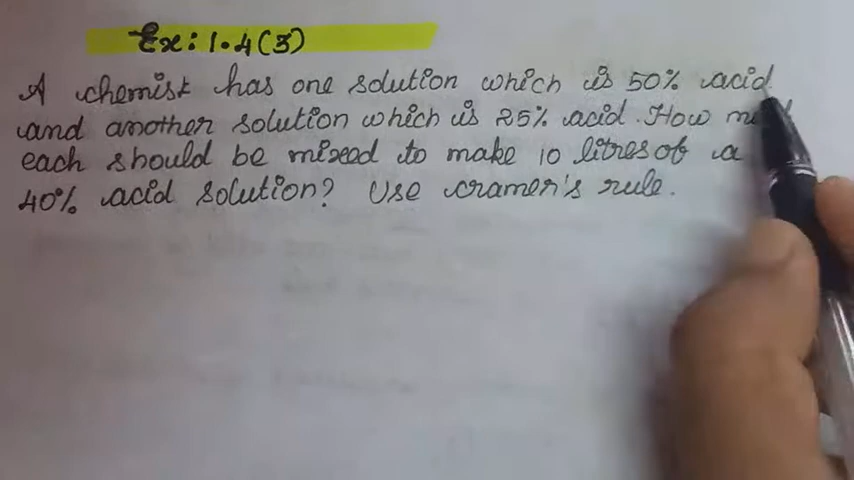 Ex: 1.4(3)
A chemist has one solution which is 50% acid
and another solution which is 25% acid. How
each should be mixed to make 10 litres of a
40% acid solution? Use cramer's rule.